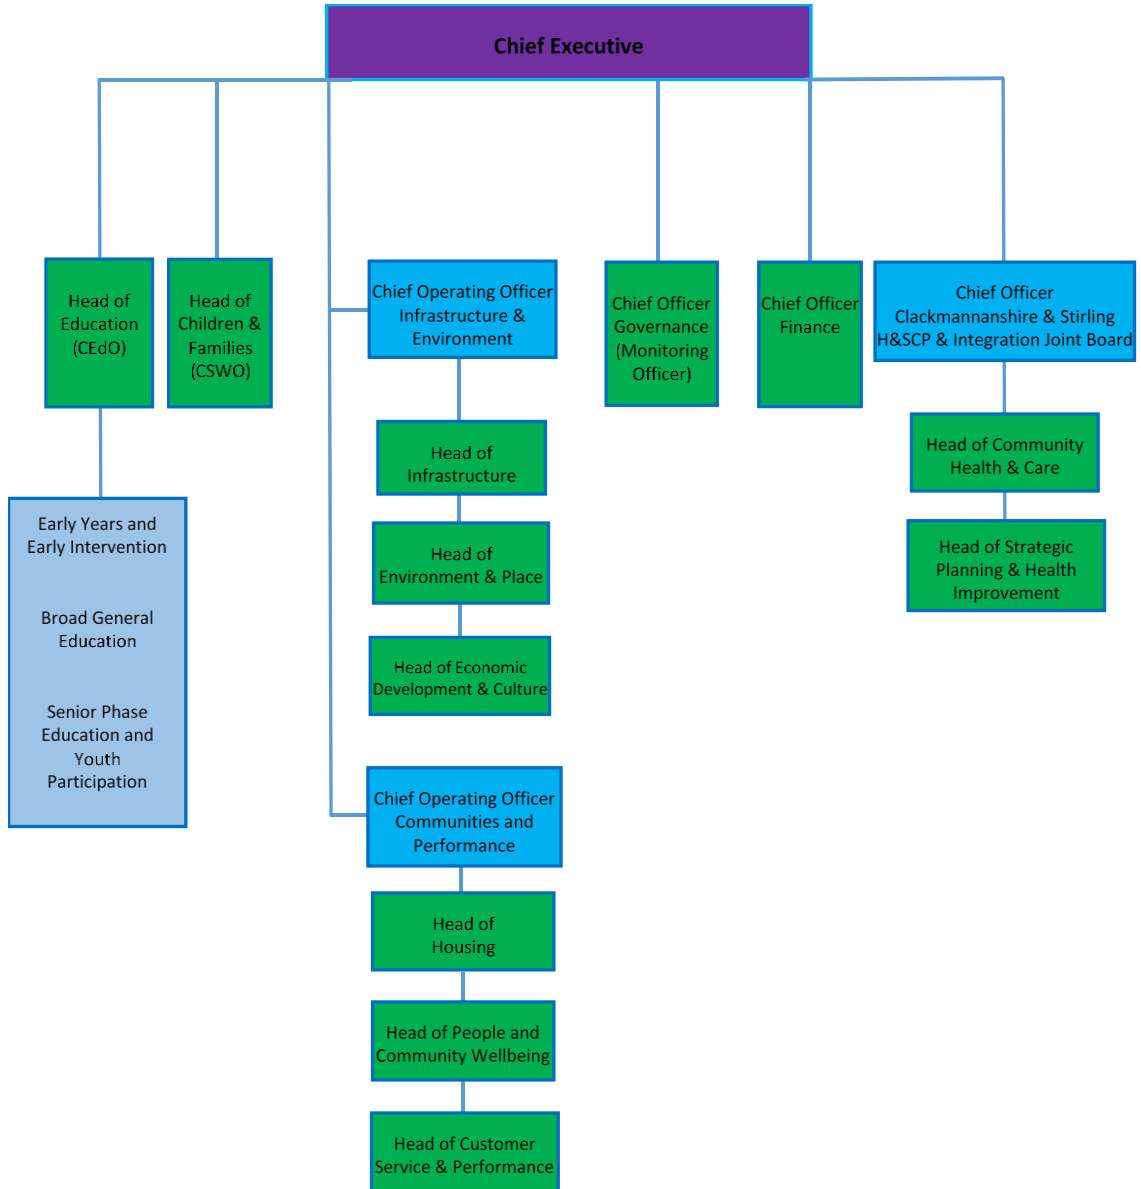 Chief Executive
Head of
Education
(CEdO)
Head of
Children &
Families
(CSWO)
Chief Operating Officer
Infrastructure &
Environment
Chief Officer
Governance
(Monitoring
Officer)
Chief Officer
Finance
Chief Officer
Clackmannanshire & Stirling
H&SCP & Integration Joint Board
Early Years and
Early Intervention
Broad General
Education
Senior Phase
Education and
Youth
Participation
Head of
Infrastructure
Head of
Environment & Place
Head of Economic
Development & Culture
Head of Community
Health & Care
Head of Strategic
Planning & Health
Improvement
Chief Operating Officer
Communities and
Performance
Head of
Housing
Head of People and
Community Wellbeing
Head of Customer
Service & Performance